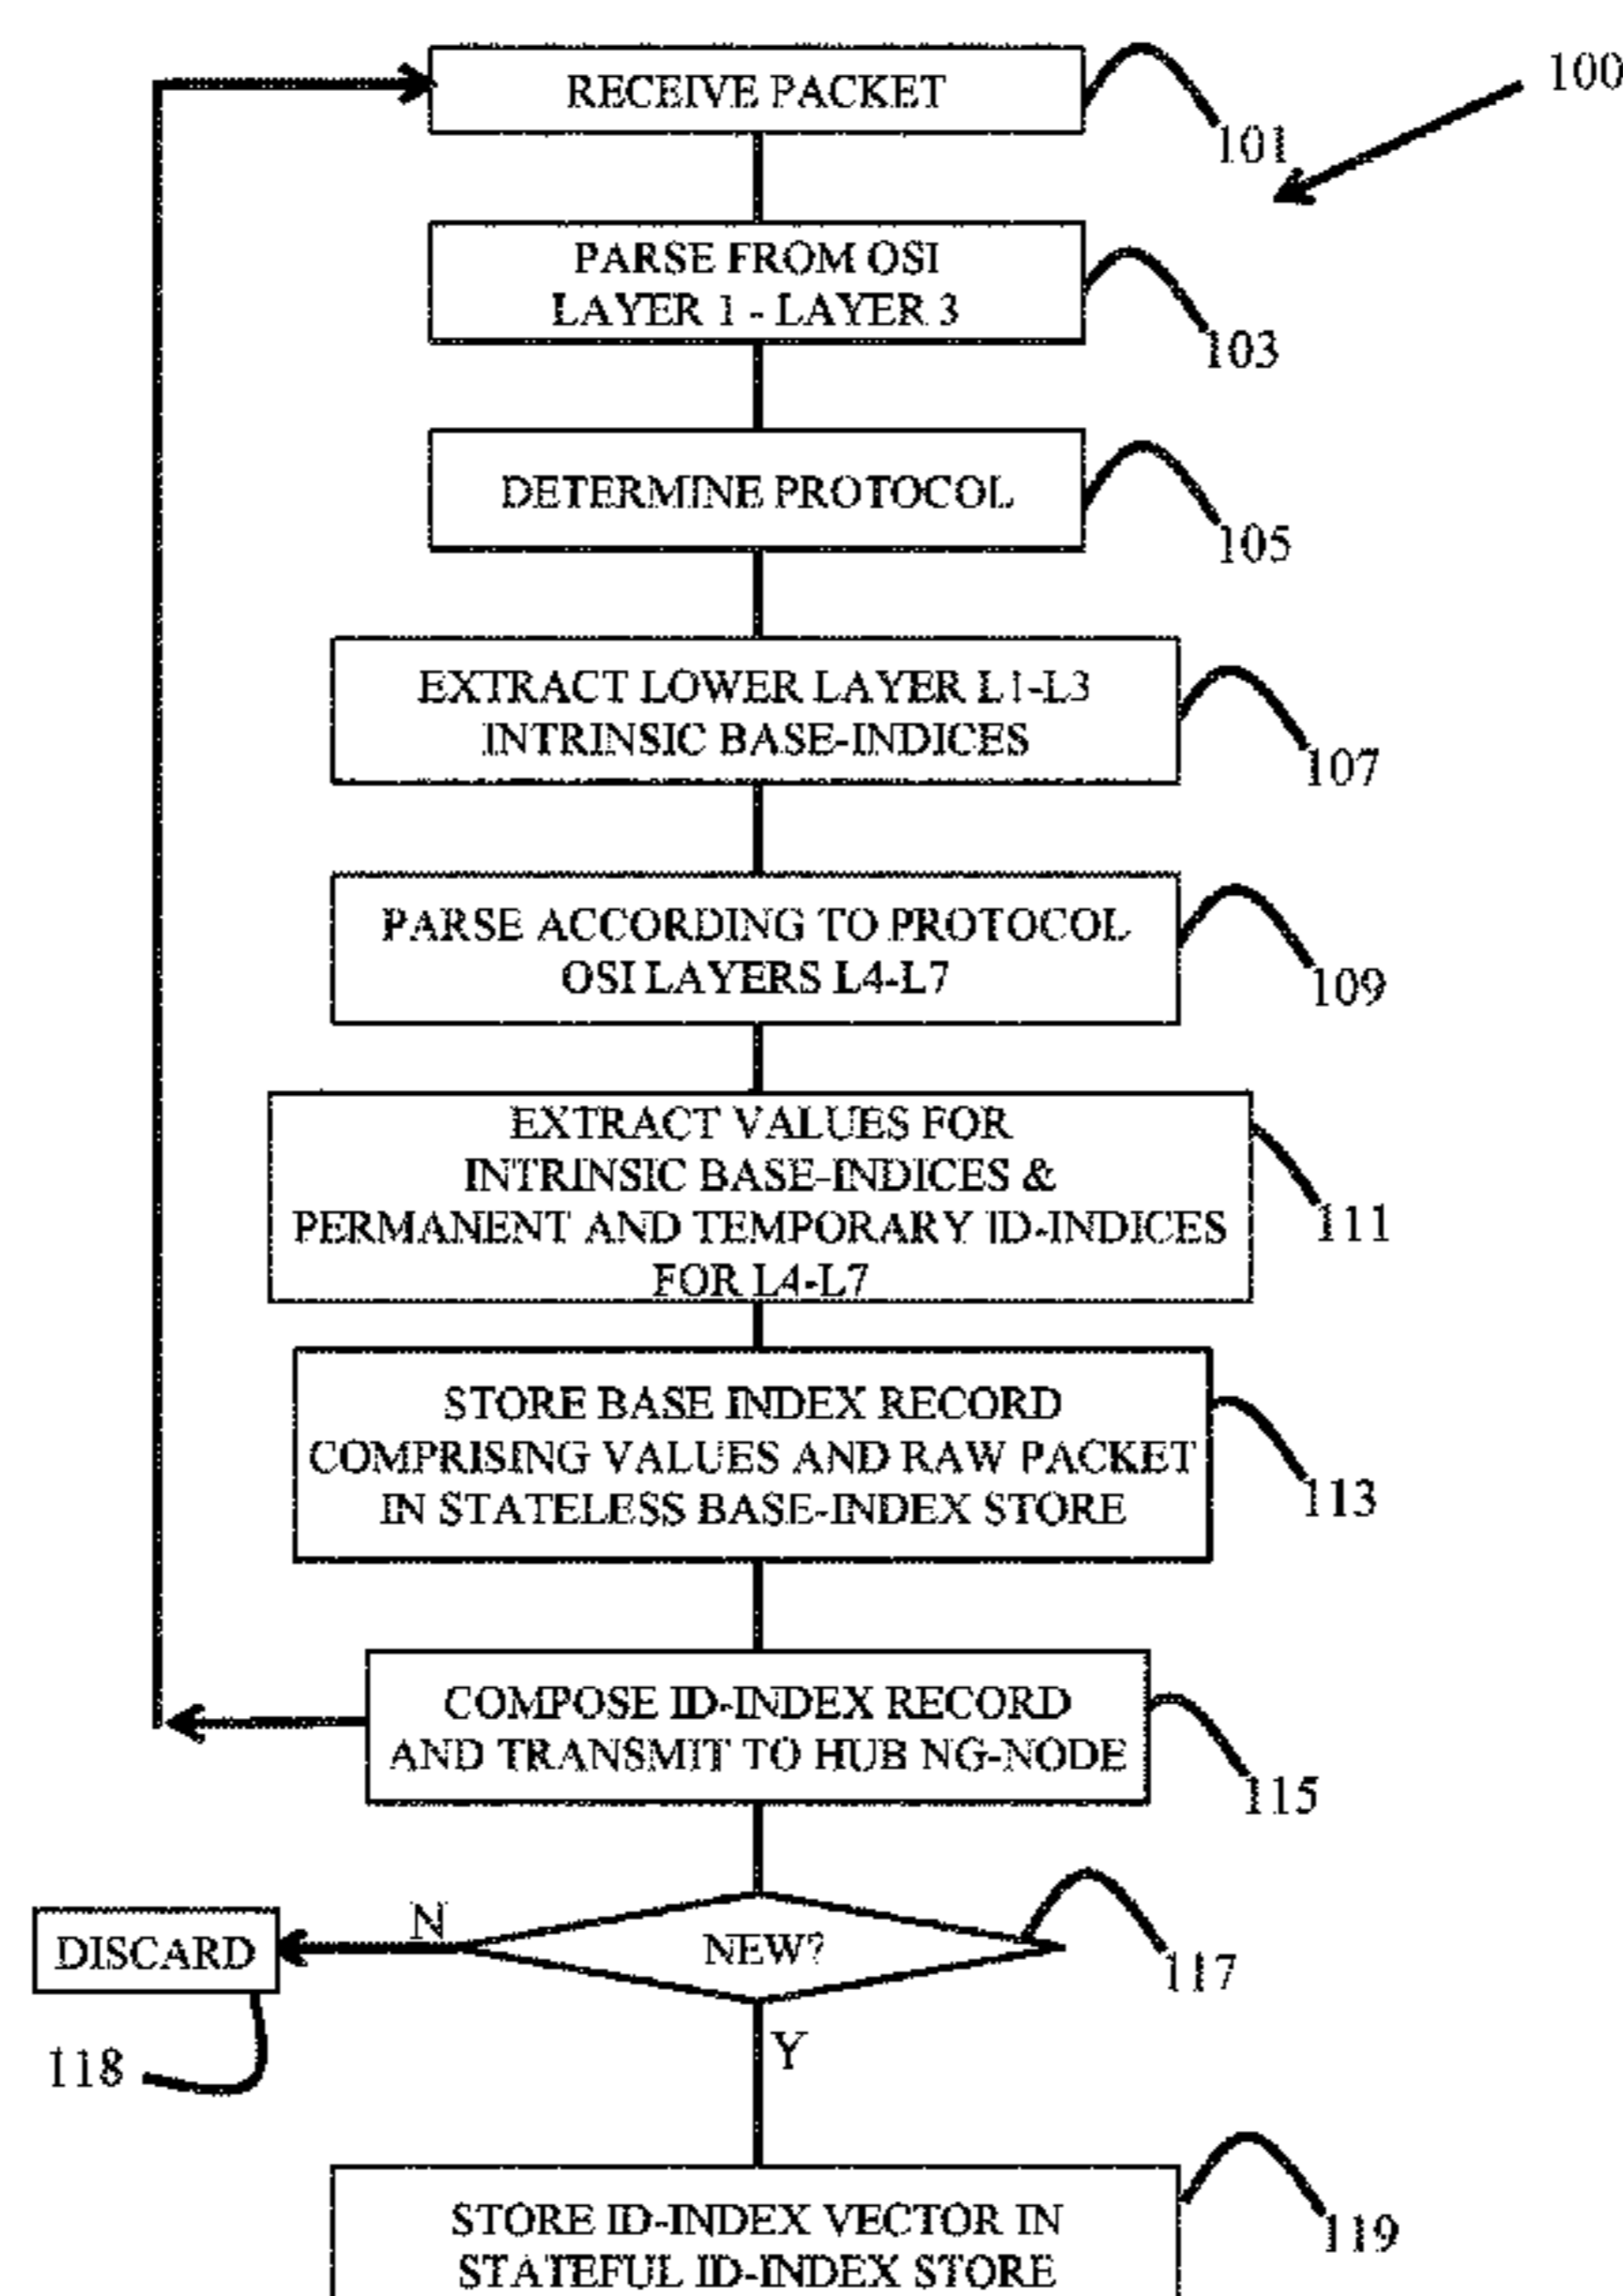 100
RECEIVE PACKET
101
PARSE FROM OSI
LAYER 1 - LAYER 3
103
DETERMINE PROTOCOL
105
EXTRACT LOWER LAYER L1-L3
INTRINSIC BASE-INDICES
107
PARSE ACCORDING TO PROTOCOL
OSI LAYERS L4-L7
109
EXTRACT VALUES FOR
INTRINSIC BASE-INDICES &
PERMANENT AND TEMPORARY ID-INDICES
FOR L4-L7
111
STORE BASE INDEX RECORD
COMPRISING VALUES AND RAW PACKET
IN STATELESS BASE-INDEX STORE
113
COMPOSE ID-INDEX RECORD
AND TRANSMIT TO HUB NG-NODE
115
N
DISCARD
NEW?
117
118
Y
STORE ID-INDEX VECTOR IN
STATEFUL ID-INDEX STORE
119